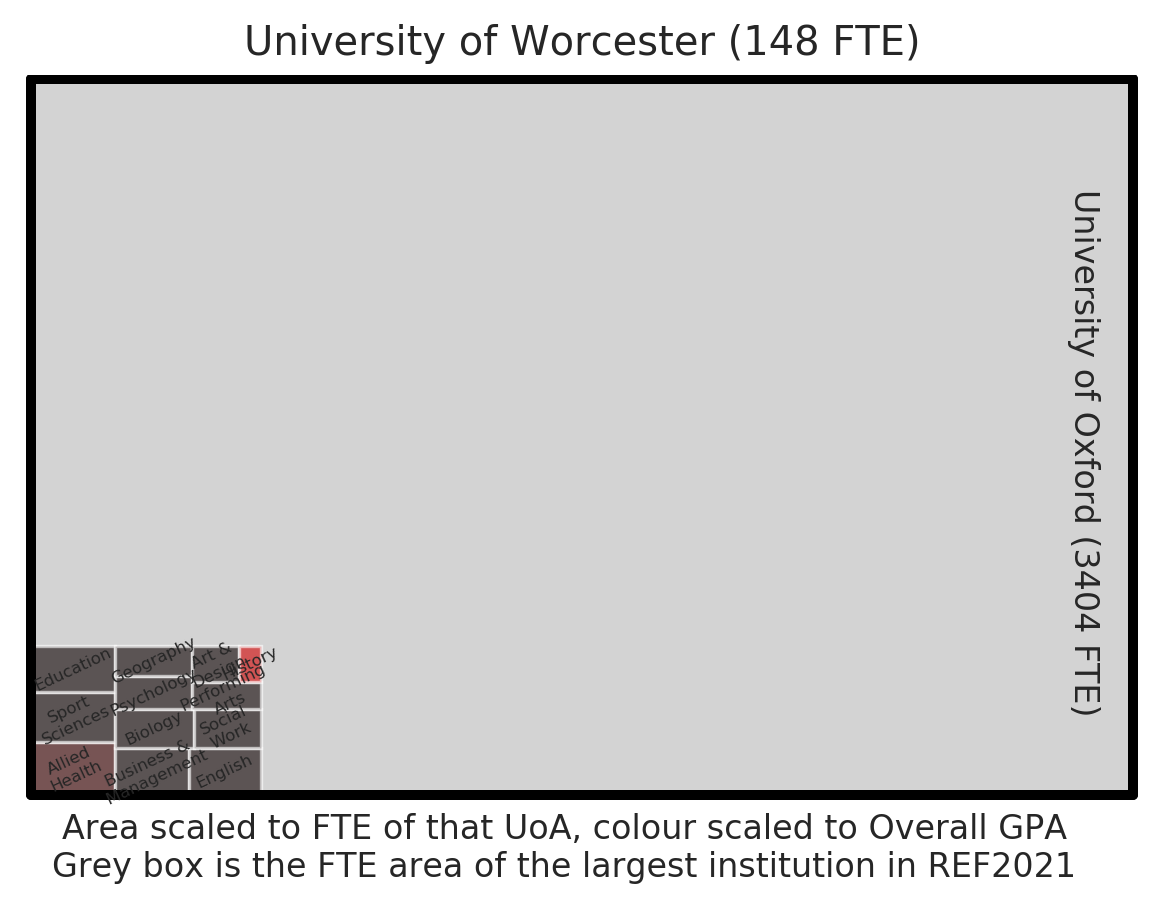 University of Worcester (148 FTE)
University of Oxford (3404 FTE)
Education
Geography
Art &
Design
History
Sport
Sciences
Psychology
Performing
Arts
Biology
Social
Work
Allied
Health
Business &
Management
English
Area scaled to FTE of that UoA, colour scaled to Overall GPA
Grey box is the FTE area of the largest institution in REF2021